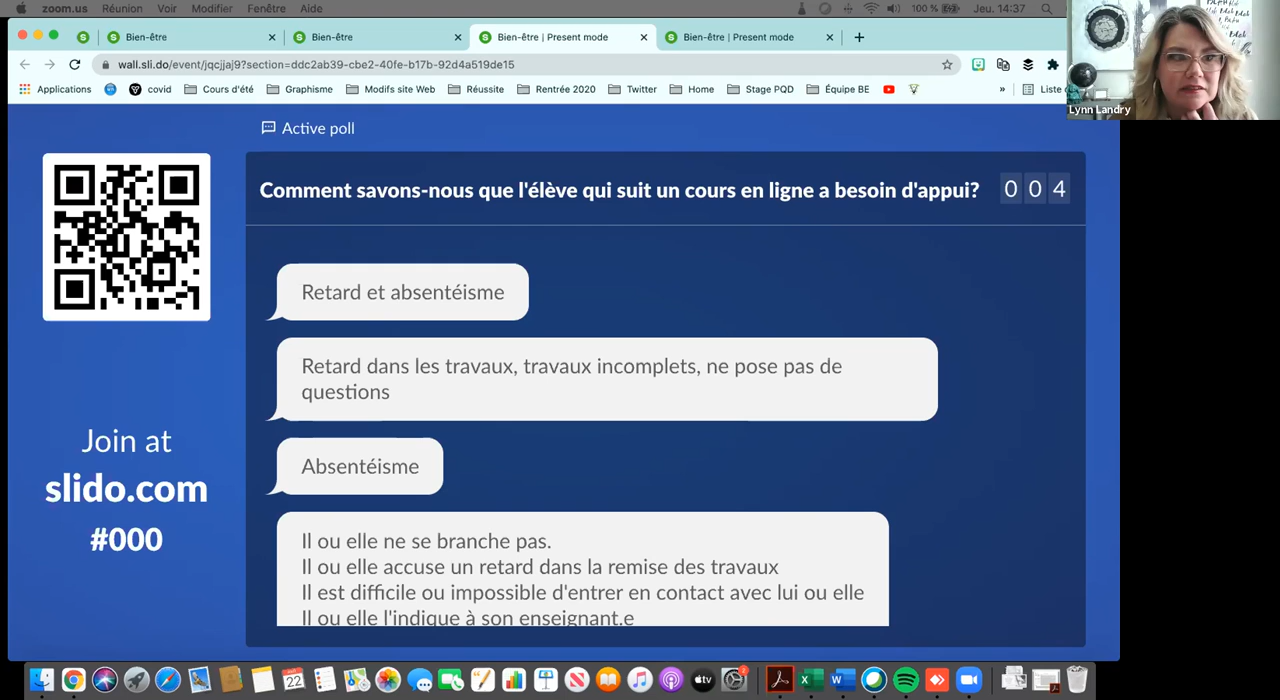 zoom.us Réunion Voir Modifier Fenêtre Aide 100 % Jeu. 14:37
Bien-être
Bien-être
Bien-être | Present mode
Bien-être | Present mode
wall.sli.do/event/jqcjjaj9?section=ddc2ab39-cbe2-40fe-b17b-92d4a519de15
Applications covid Cours d'été Graphisme Modifs site Web Réussite Rentrée 2020 Twitter Home Stage PQD Équipe BE » Liste
Lynn Landry
Active poll
Comment savons-nous que l'élève qui suit un cours en ligne a besoin d'appui? 004
Retard et absentéisme
Retard dans les travaux, travaux incomplets, ne pose pas de
questions
Absentéisme
Il ou elle ne se branche pas.
Il ou elle accuse un retard dans la remise des travaux
Il est difficile ou impossible d'entrer en contact avec lui ou elle
Il ou elle l'indique à son enseignant.e
Join at
slido.com
#000
22
tv